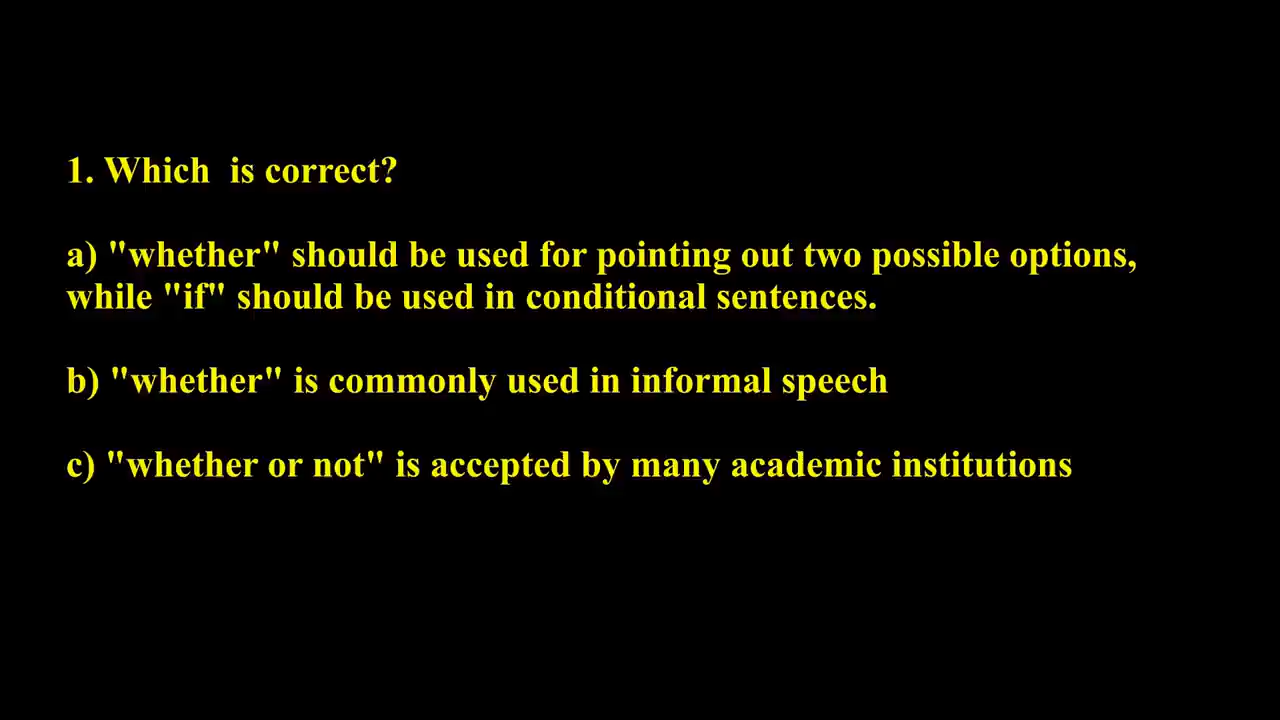 1. Which  is correct?
a) "whether" should be used for pointing out two possible options,
while "if" should be used in conditional sentences.
b) "whether" is commonly used in informal speech
c) "whether or not" is accepted by many academic institutions